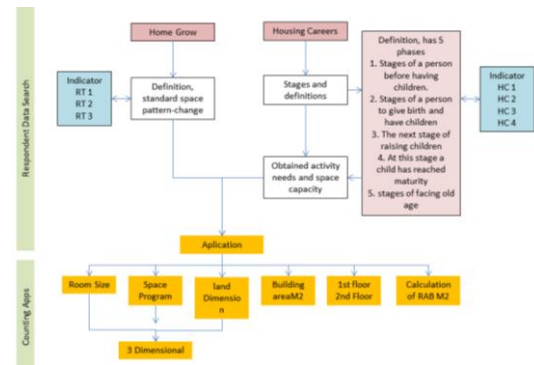 Respondent Data Search
Home Grow
Housing Careers
Indicator
RT 1
RT 2
RT 3
Definition,
standard space
pattern-change
Stages and
definitions
Definition, has 5
phases
1. Stages of a person
before having
children.
2. Stages of a person
to give birth and
have children
3. The next stage of
raising children
4. At this stage a
child has reached
maturity
5. stages of facing old
age
Indicator
HC 1
HC 2
HC 3
HC 4
Obtained activity
needs and space
capacity
Aplication
Counting Apps
Room Size
Space
Program
land
Dimensio
n
Building
areaM2
1st floor
2nd Floor
Calculation
of RAB M2
3 Dimensional